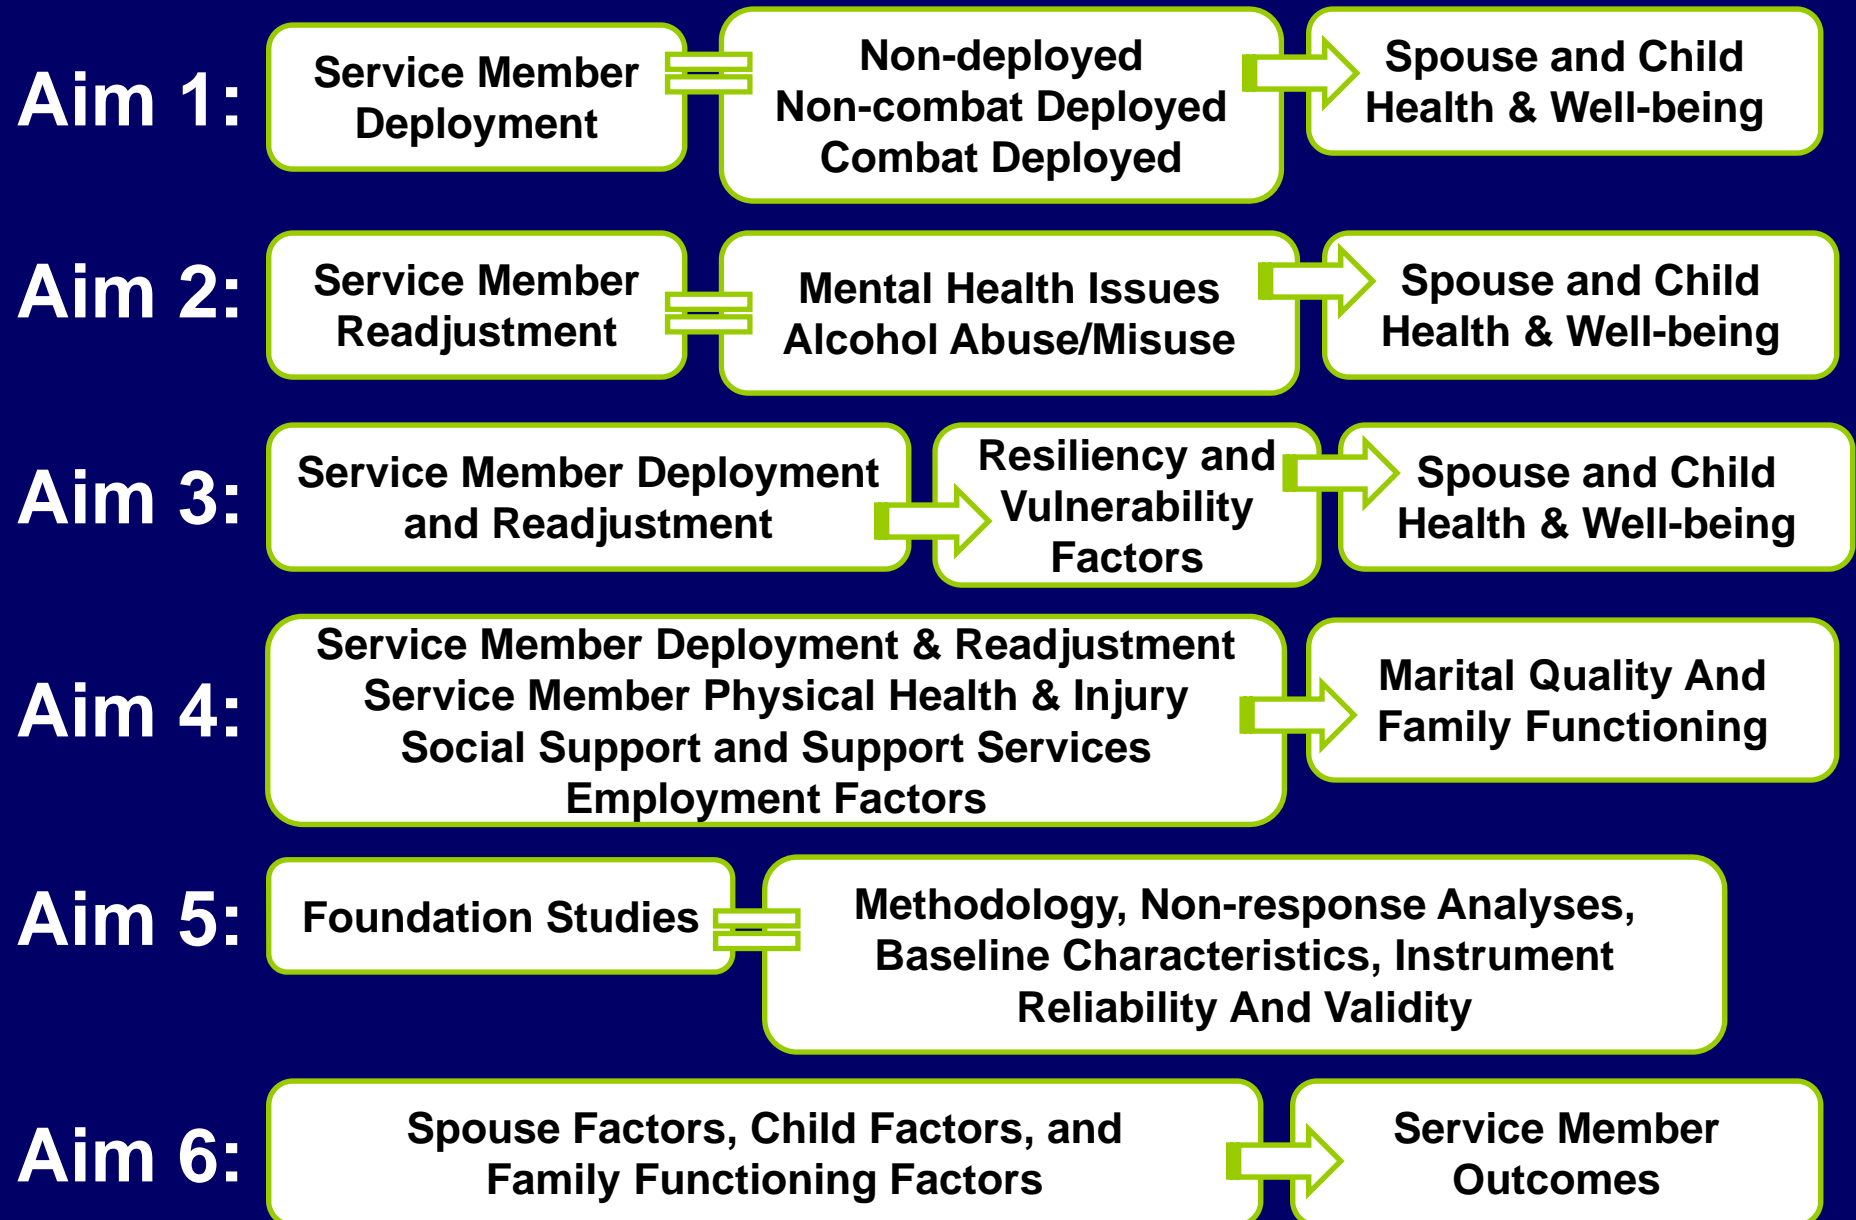 Aim 1:
Service Member
Deployment
Non-deployed
Non-combat Deployed
Combat Deployed
Spouse and Child
Health & Well-being
Aim 2:
Service Member
Readjustment
Mental Health Issues
Alcohol Abuse/Misuse
Spouse and Child
Health & Well-being
Aim 3:
Service Member Deployment
and Readjustment
Resiliency and
Vulnerability
Factors
Spouse and Child
Health & Well-being
Aim 4:
Service Member Deployment & Readjustment
Service Member Physical Health & Injury
Social Support and Support Services
Employment Factors
Marital Quality And
Family Functioning
Aim 5:
Foundation Studies
Methodology, Non-response Analyses,
Baseline Characteristics, Instrument
Reliability And Validity
Aim 6:
Spouse Factors, Child Factors, and
Family Functioning Factors
Service Member
Outcomes